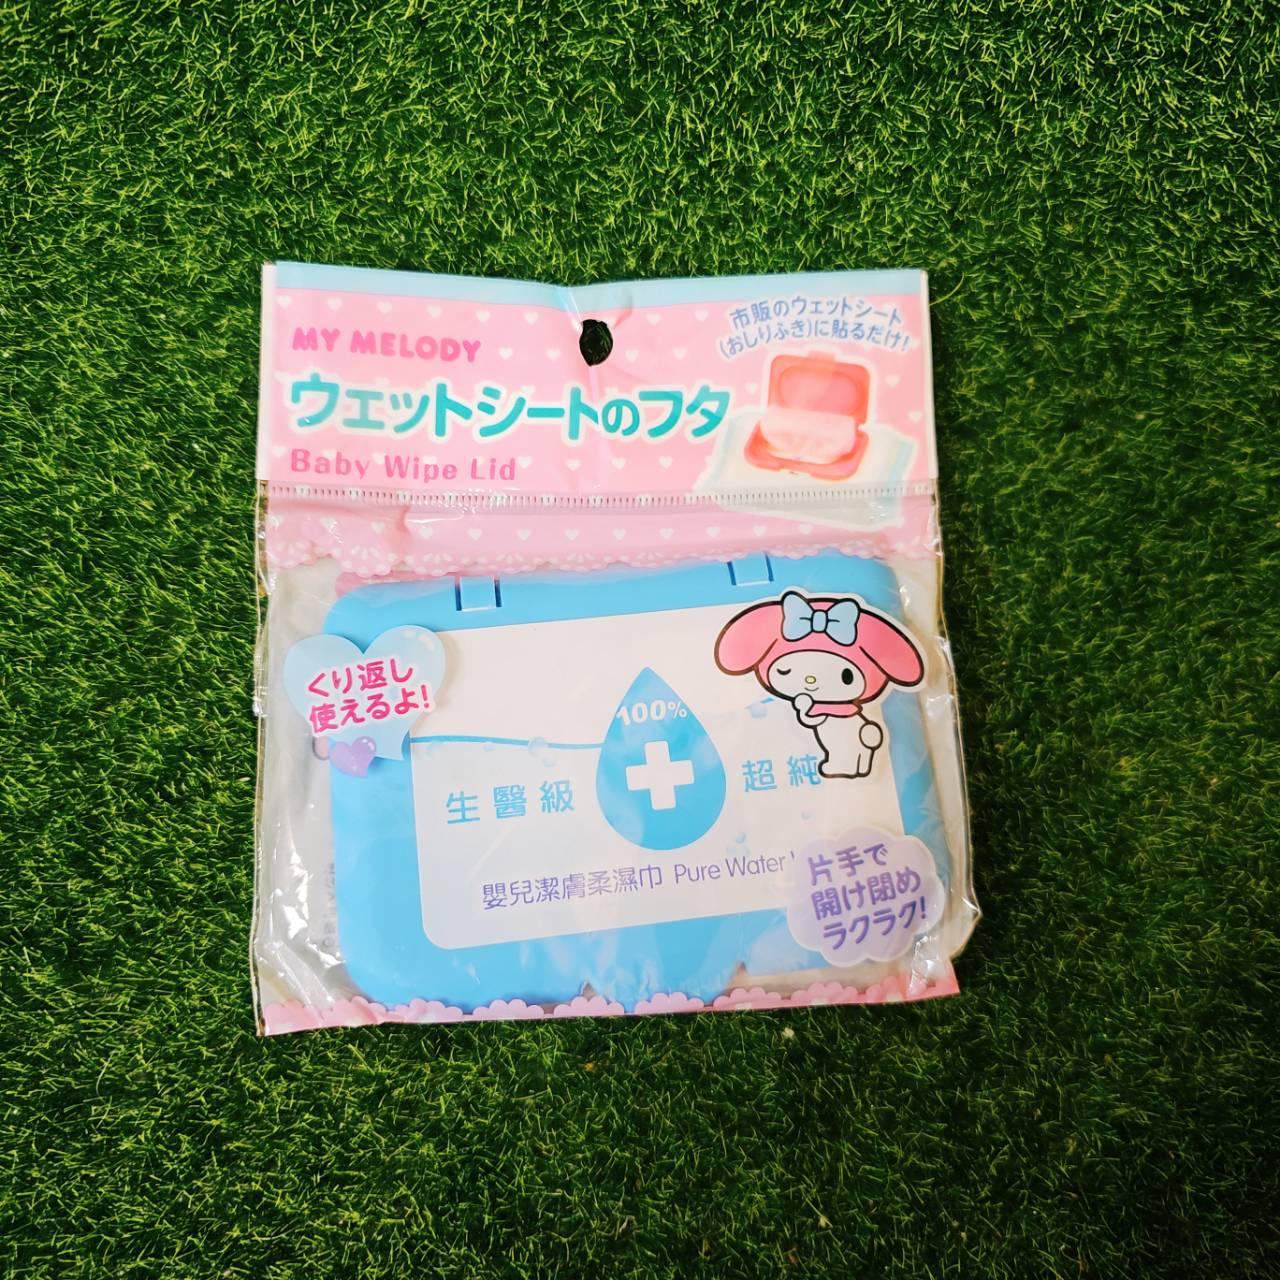 MY MELODY
ウェットシートのフタ
Baby Wipe Lid
市販のウェットシート
(おしりふき)に貼るだけ!
くり返し
使えるよ!
100%
生醫級
超純
嬰兒潔膚柔濕巾 Pure Water
片手で
開け閉め
ラクラク!